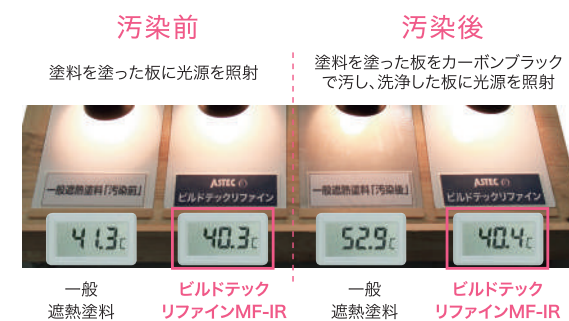 汚染前
塗料を塗った板に光源を照射
汚染後
塗料を塗った板をカーボンブラック
で汚し、洗浄した板に光源を照射
一般遮熱塗料「汚染前」
ASTEC
ビルドテックリファイン
一般遮熱塗料「汚染後」
ASTEC
ビルドテックリファイン
41.3℃
40.3℃
52.9℃
40.4℃
一般
遮熱塗料
ビルドテック
リファインMF-IR
一般
遮熱塗料
ビルドテック
リファインMF-IR